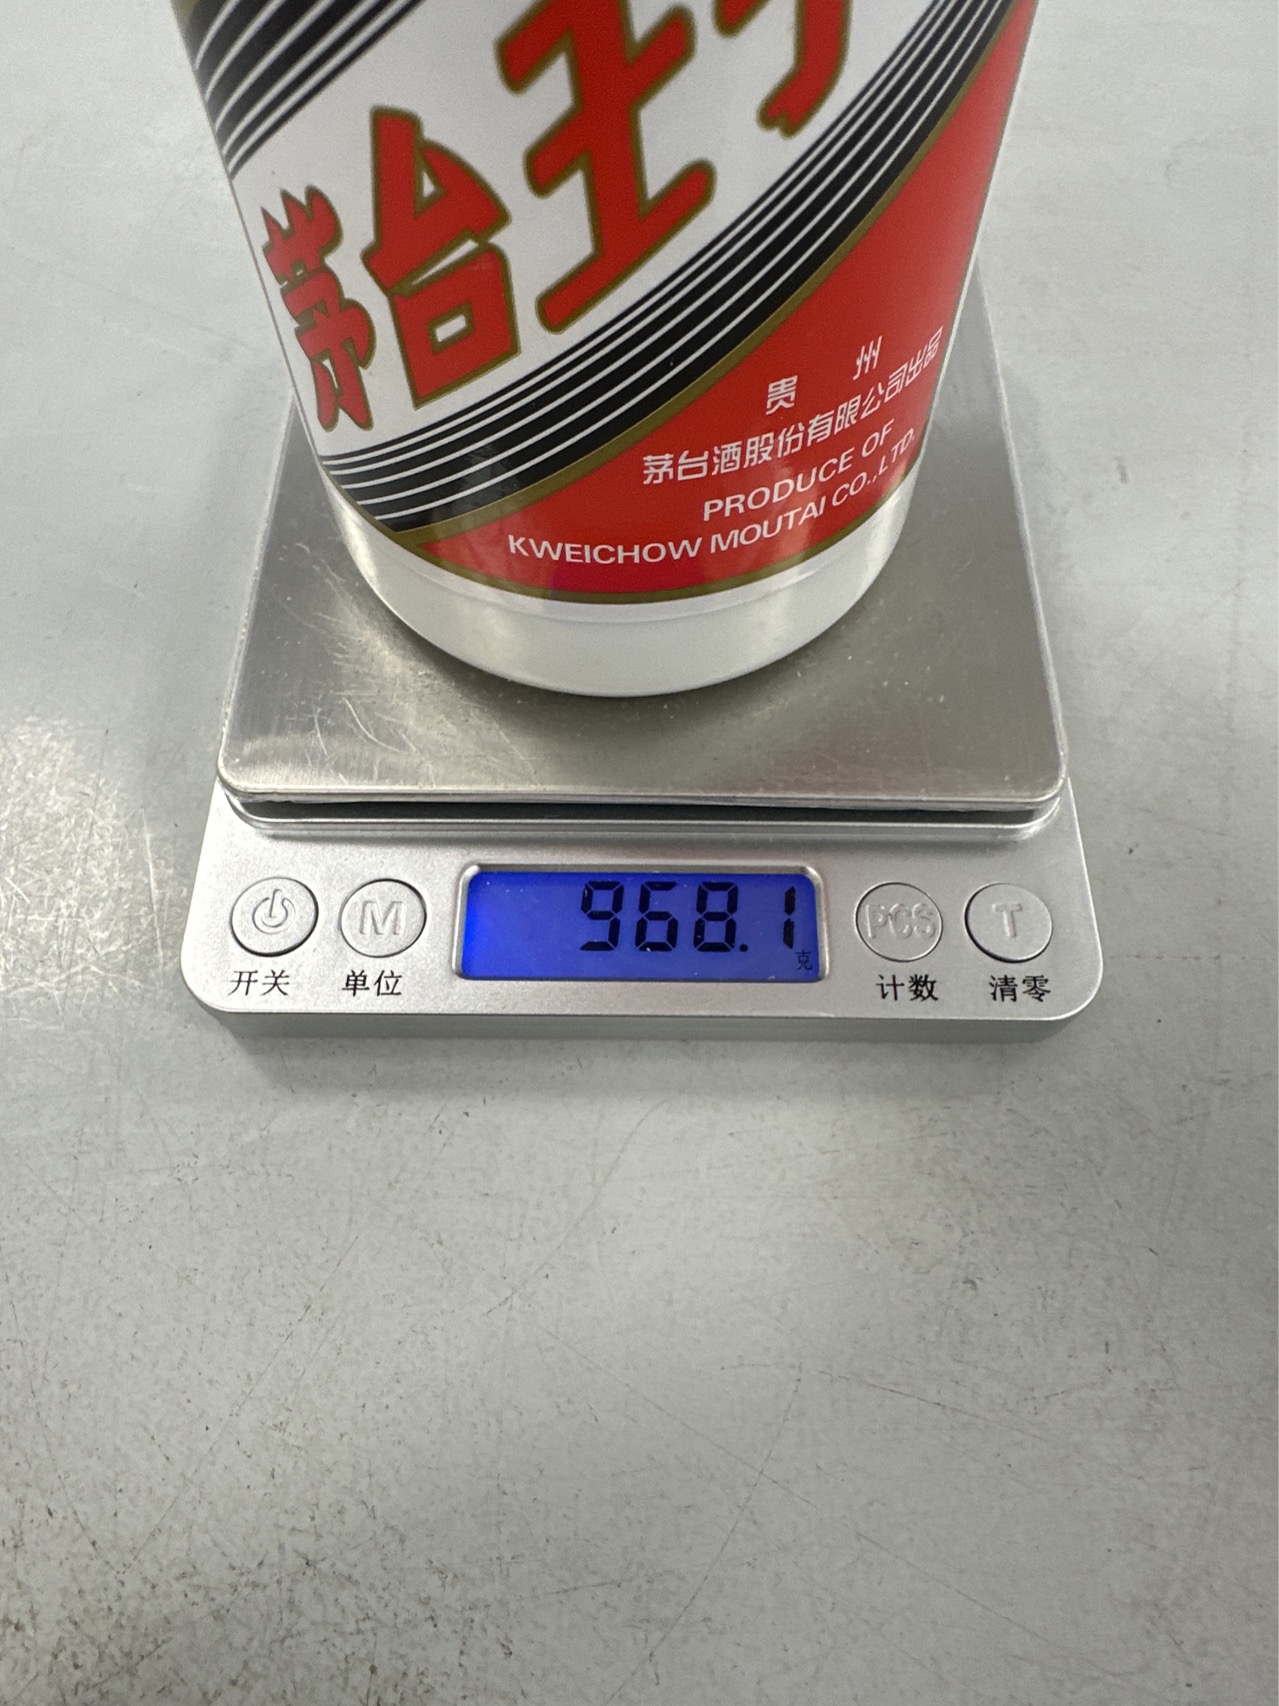 茅台王子
贵州
茅台酒股份有限公司出品
PRODUCE OF
KWEICHOW MOUTAI CO.,LTD.
968.1
克
M
PCS
T
开关
单位
计数
清零